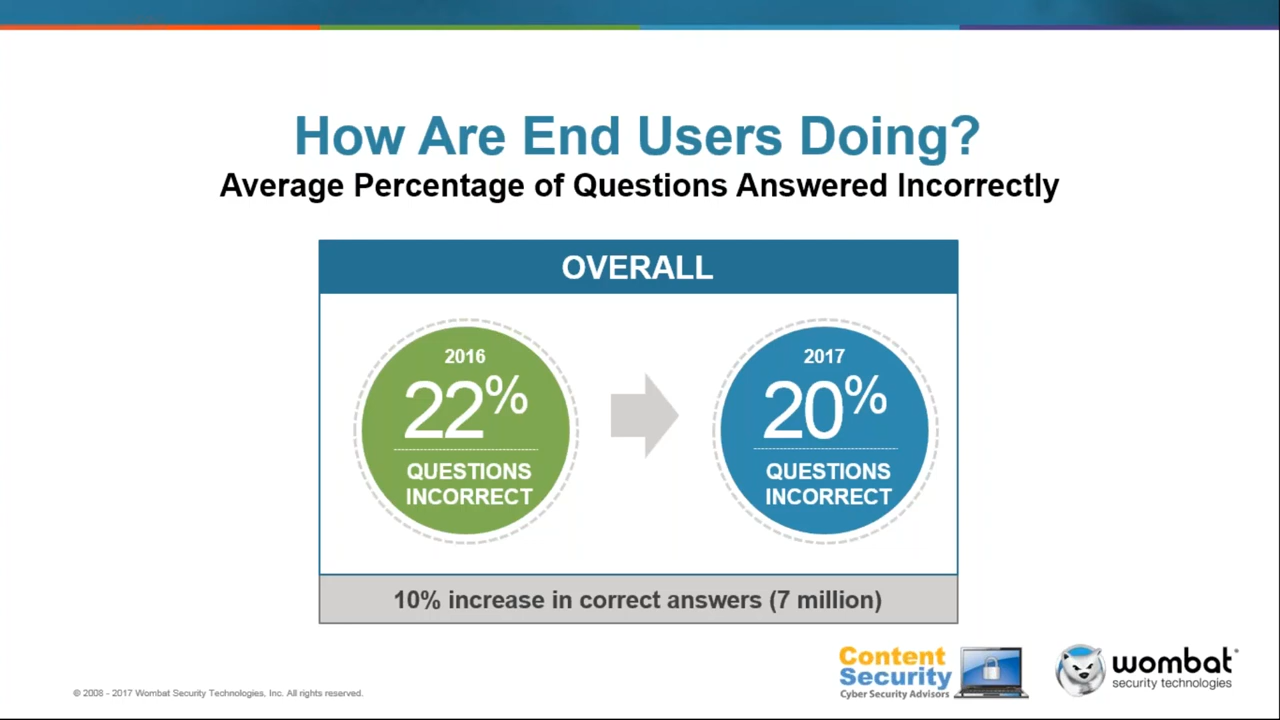 How Are End Users Doing?
Average Percentage of Questions Answered Incorrectly
OVERALL
2016
22%
QUESTIONS
INCORRECT
2017
20%
QUESTIONS
INCORRECT
10% increase in correct answers (7 million)
© 2008 - 2017 Wombat Security Technologies, Inc. All rights reserved.
Content
Security
Cyber Security Advisors
wombat®
security technologies